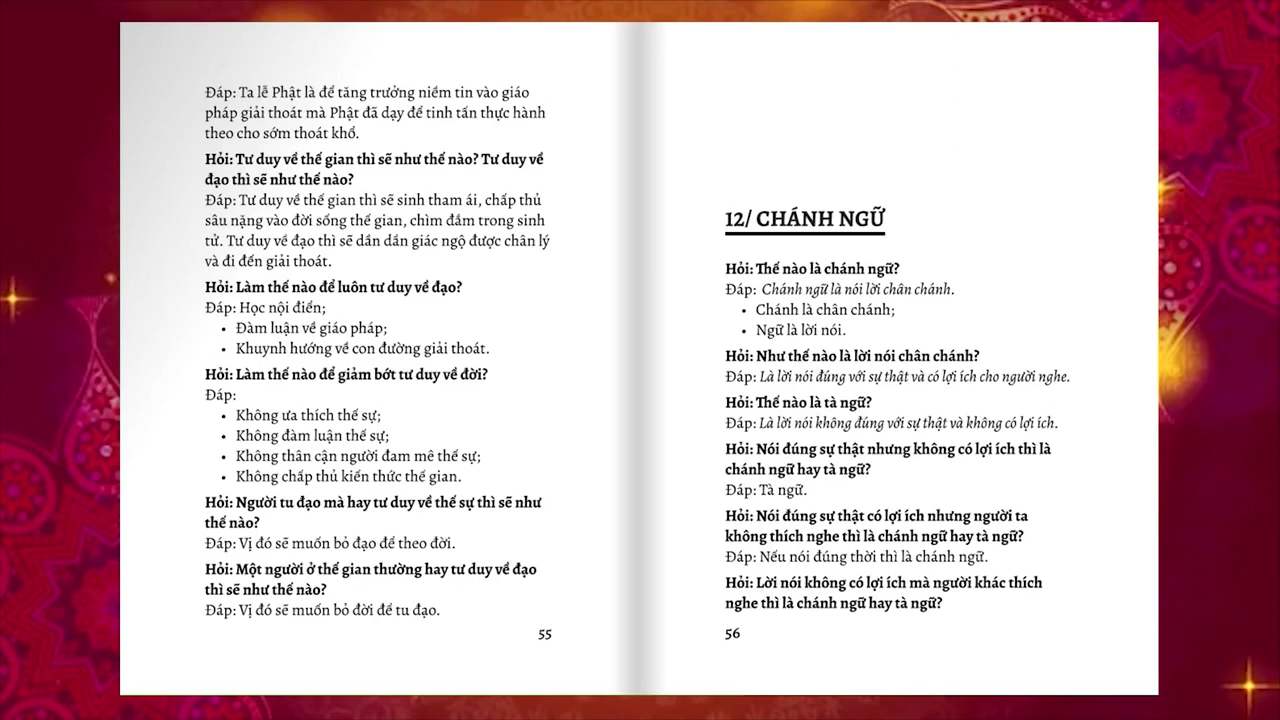 Đáp: Ta lễ Phật là để tăng trưởng niềm tin vào giáo
pháp giải thoát mà Phật đã dạy để tinh tấn thực hành
theo cho sớm thoát khổ.
Hỏi: Tư duy về thế gian thì sẽ như thế nào? Tư duy về
đạo thì sẽ như thế nào?
Đáp: Tư duy về thế gian thì sẽ sinh tham ái, chấp thủ
sâu nặng vào đời sống thế gian, chìm đắm trong sinh
tử. Tư duy về đạo thì sẽ dần dần giác ngộ được chân lý
và đi đến giải thoát.
Hỏi: Làm thế nào để luôn tư duy về đạo?
Đáp: Học nội điển;
• Đàm luận về giáo pháp;
• Khuynh hướng về con đường giải thoát.
Hỏi: Làm thế nào để giảm bớt tư duy về đời?
Đáp:
• Không ưa thích thế sự;
• Không đàm luận thế sự;
• Không thân cận người đam mê thế sự;
• Không chấp thủ kiến thức thế gian.
Hỏi: Người tu đạo mà hay tư duy về thế sự thì sẽ như
thế nào?
Đáp: Vị đó sẽ muốn bỏ đạo để theo đời.
Hỏi: Một người ở thế gian thường hay tư duy về đạo
thì sẽ như thế nào?
Đáp: Vị đó sẽ muốn bỏ đời để tu đạo.
55
12/ CHÁNH NGỮ
Hỏi: Thế nào là chánh ngữ?
Đáp: Chánh ngữ là nói lời chân chánh.
• Chánh là chân chánh;
• Ngữ là lời nói.
Hỏi: Như thế nào là lời nói chân chánh?
Đáp: Là lời nói đúng với sự thật và có lợi ích cho người nghe.
Hỏi: Thế nào là tà ngữ?
Đáp: Là lời nói không đúng với sự thật và không có lợi ích.
Hỏi: Nói đúng sự thật nhưng không có lợi ích thì là
chánh ngữ hay tà ngữ?
Đáp: Tà ngữ.
Hỏi: Nói đúng sự thật có lợi ích nhưng người ta
không thích nghe thì là chánh ngữ hay tà ngữ?
Đáp: Nếu nói đúng thời thì là chánh ngữ.
Hỏi: Lời nói không có lợi ích mà người khác thích
nghe thì là chánh ngữ hay tà ngữ?
56